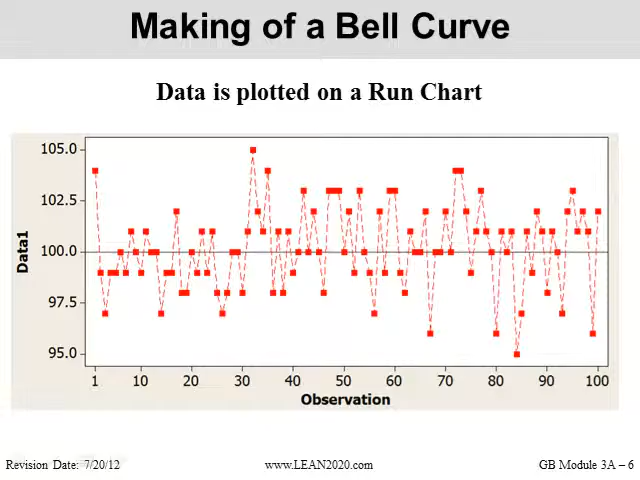 Making of a Bell Curve
Data is plotted on a Run Chart
105.0
102.5
100.0
97.5
95.0
Data1
1 10 20 30 40 50 60 70 80 90 100
Observation
Revision Date: 7/20/12 www.LEAN2020.com GB Module 3A – 6